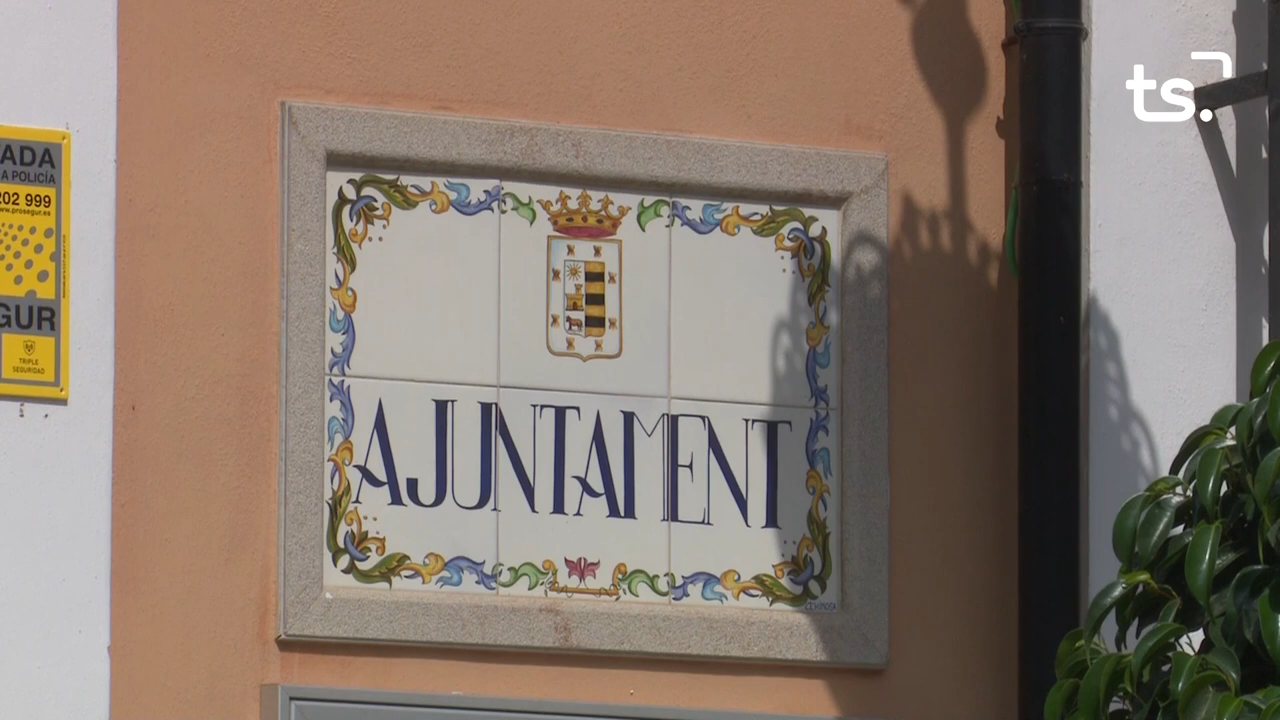 ts.
ADA
A POLICÍA
202 999
www.prosegur.es
GUR
TRIPLE
SEGURIDAD
AJUNTAMENT